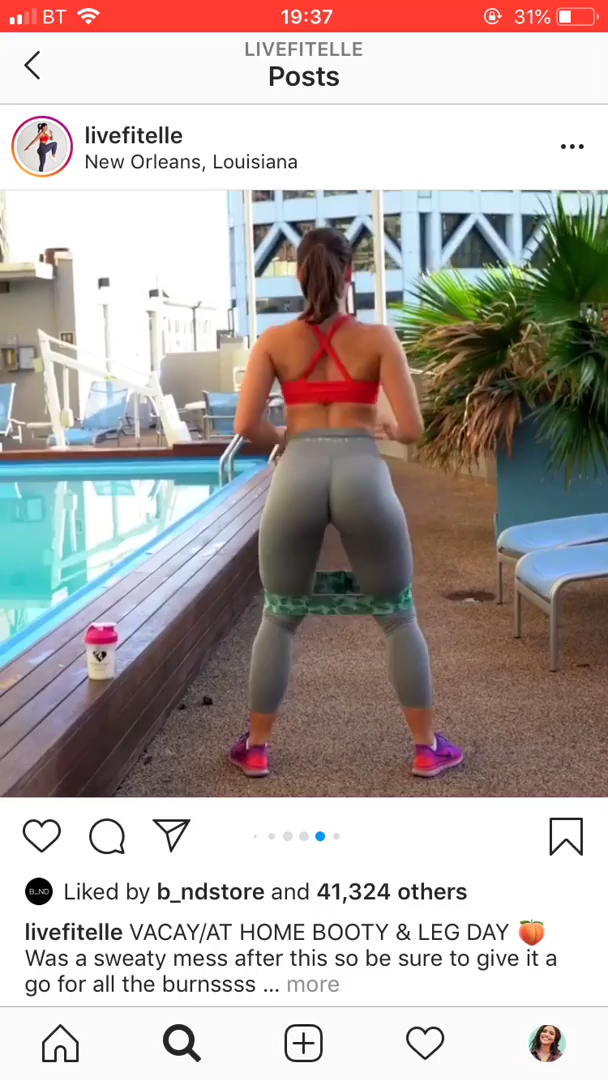 BT 19:37 31%
LIVEFITELLE
Posts
livefitelle
New Orleans, Louisiana
B_ND Liked by b_ndstore and 41,324 others
livefitelle VACAY/AT HOME BOOTY & LEG DAY 🍑
Was a sweaty mess after this so be sure to give it a
go for all the burnssss ... more